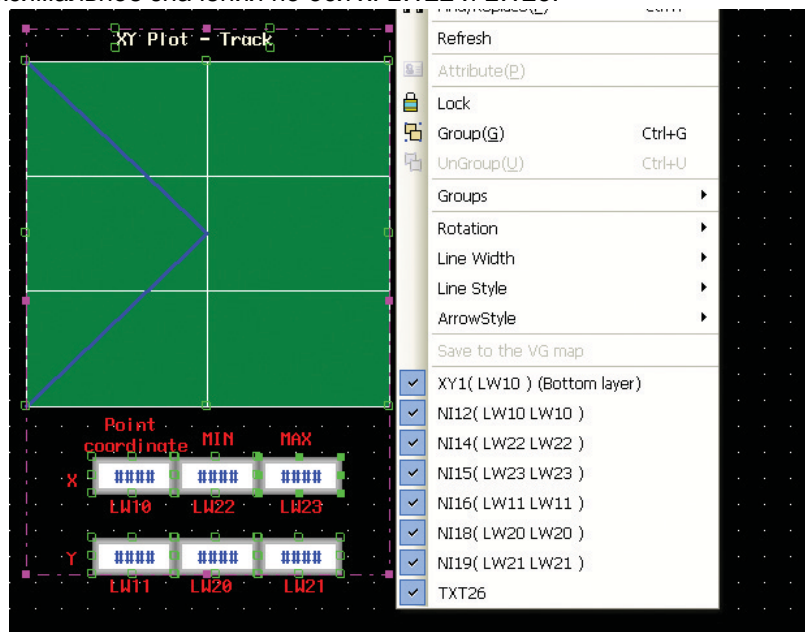 XY Plot - Track
Refresh
Attribute(P)
Lock
Group(G) Ctrl+G
UnGroup(U) Ctrl+U
Groups
Rotation
Line Width
Line Style
ArrowStyle
Save to the VG map
XY1( LW10 ) (Bottom layer)
NI12( LW10 LW10 )
NI14( LW22 LW22 )
NI15( LW23 LW23 )
NI16( LW11 LW11 )
NI18( LW20 LW20 )
NI19( LW21 LW21 )
TXT26
Point
coordinate MIN MAX
X #### #### ####
LW10 LW22 LW23
Y #### #### ####
LW11 LW20 LW21